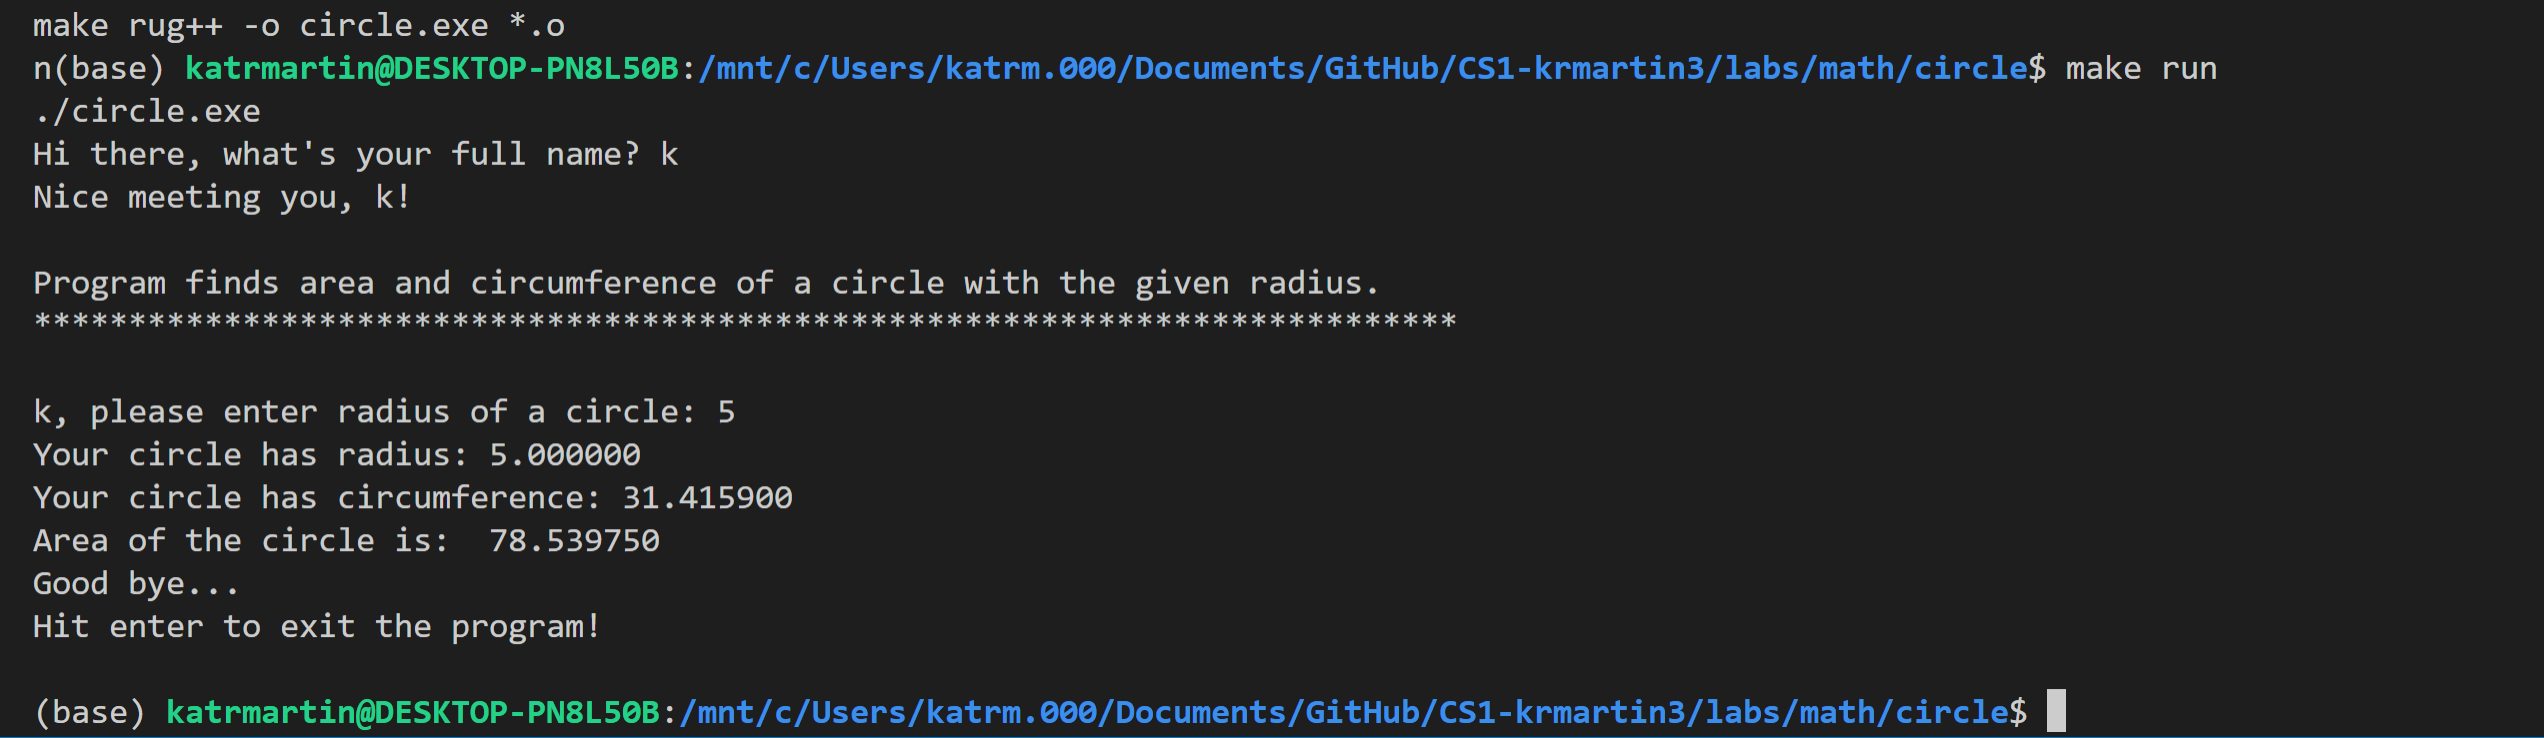 make rug++ -o circle.exe *.o
n(base) katrmartin@DESKTOP-PN8L50B:/mnt/c/Users/katrm.000/Documents/GitHub/CS1-krmartin3/labs/math/circle$ make run
./circle.exe
Hi there, what's your full name? k
Nice meeting you, k!
Program finds area and circumference of a circle with the given radius.
***************************************************************************
k, please enter radius of a circle: 5
Your circle has radius: 5.000000
Your circle has circumference: 31.415900
Area of the circle is:  78.539750
Good bye...
Hit enter to exit the program!
(base) katrmartin@DESKTOP-PN8L50B:/mnt/c/Users/katrm.000/Documents/GitHub/CS1-krmartin3/labs/math/circle$